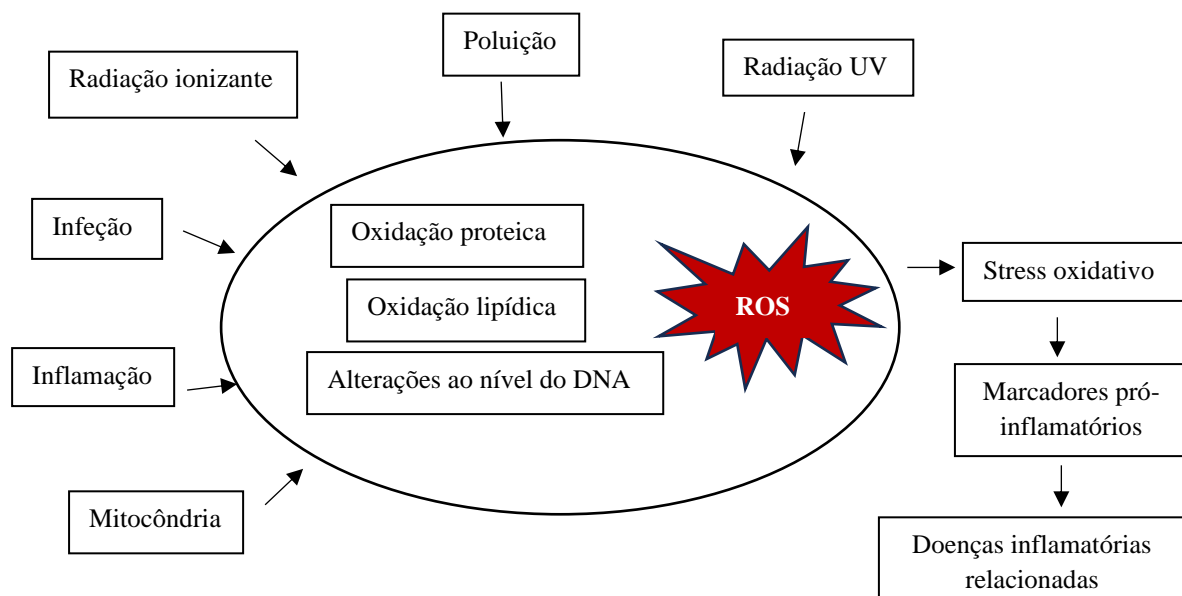 Poluição
Radiação ionizante
Radiação UV
Infeção
Oxidação proteica
Stress oxidativo
Oxidação lipídica
ROS
Inflamação
Alterações ao nível do DNA
Marcadores pró-
inflamatórios
Mitocôndria
Doenças inflamatórias
relacionadas